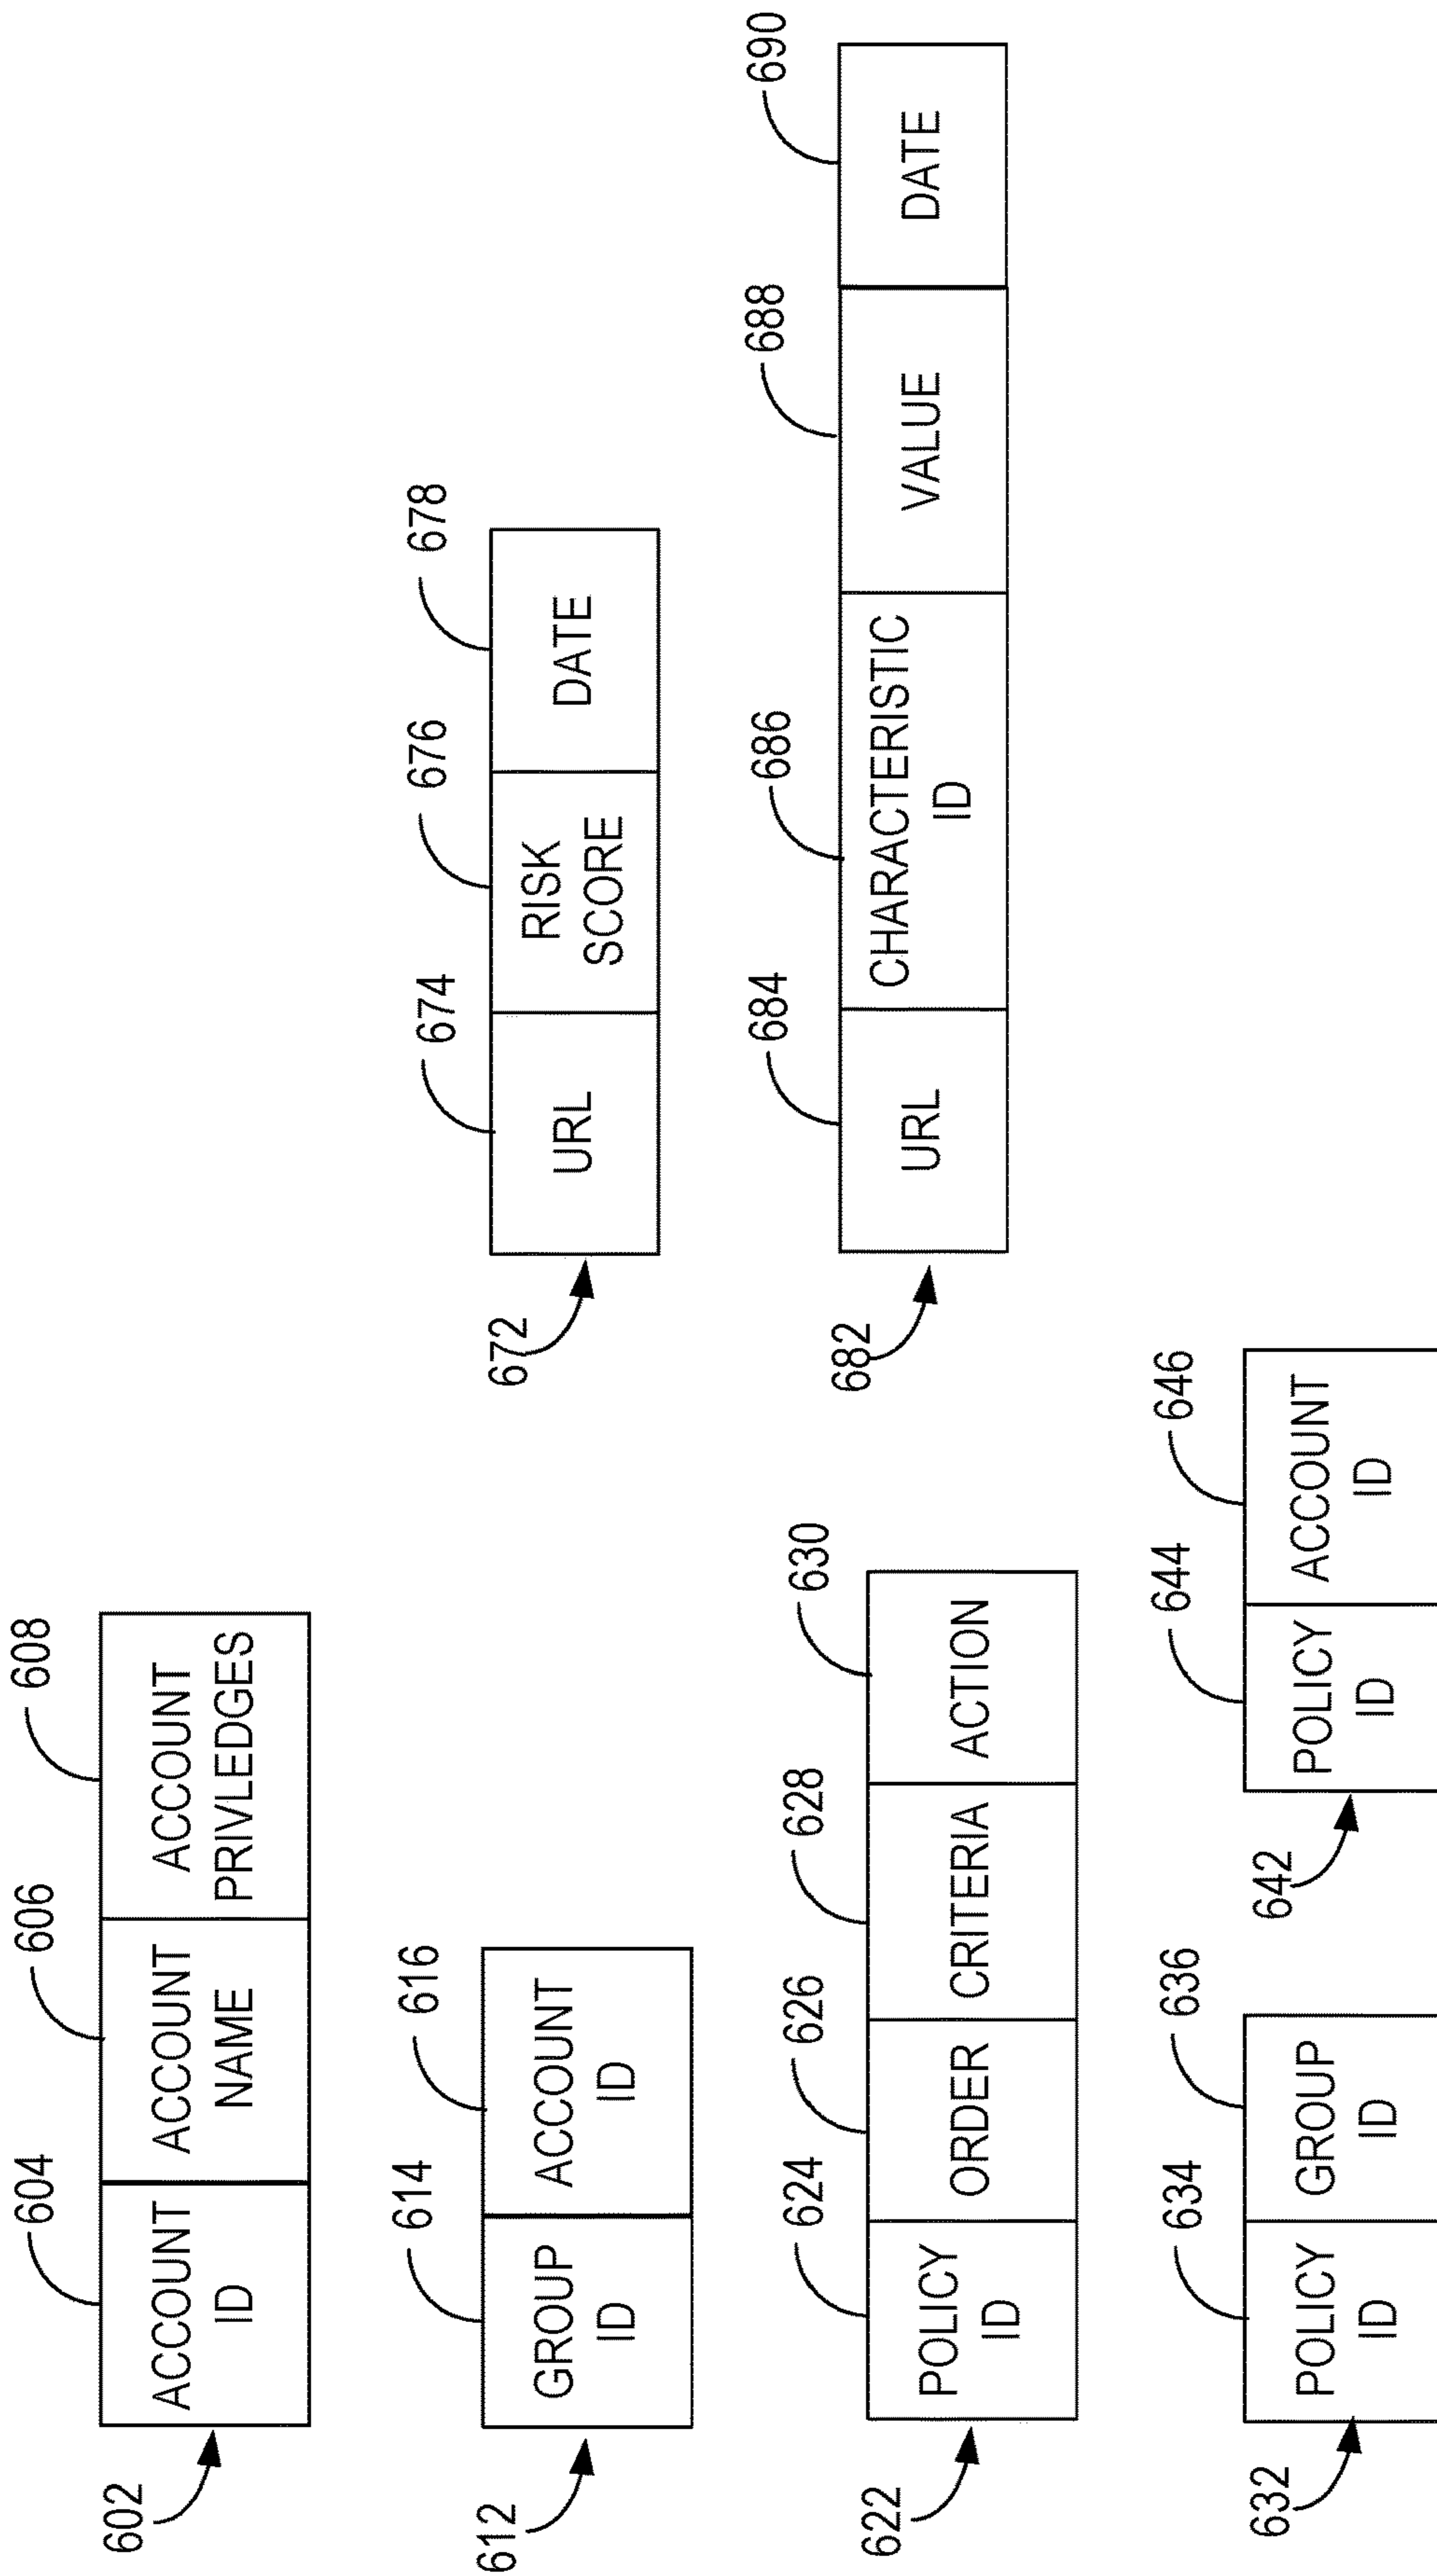 604
606
608
ACCOUNT
ID
ACCOUNT
NAME
ACCOUNT
PRIVLEDGES
602
614
616
GROUP
ID
ACCOUNT
ID
612
674
676
678
URL
RISK
SCORE
DATE
672
624
626
628
630
POLICY
ID
ORDER
CRITERIA
ACTION
622
684
686
688
690
URL
CHARACTERISTIC
ID
VALUE
DATE
682
634
636
POLICY
ID
GROUP
ID
632
644
646
POLICY
ID
ACCOUNT
ID
642